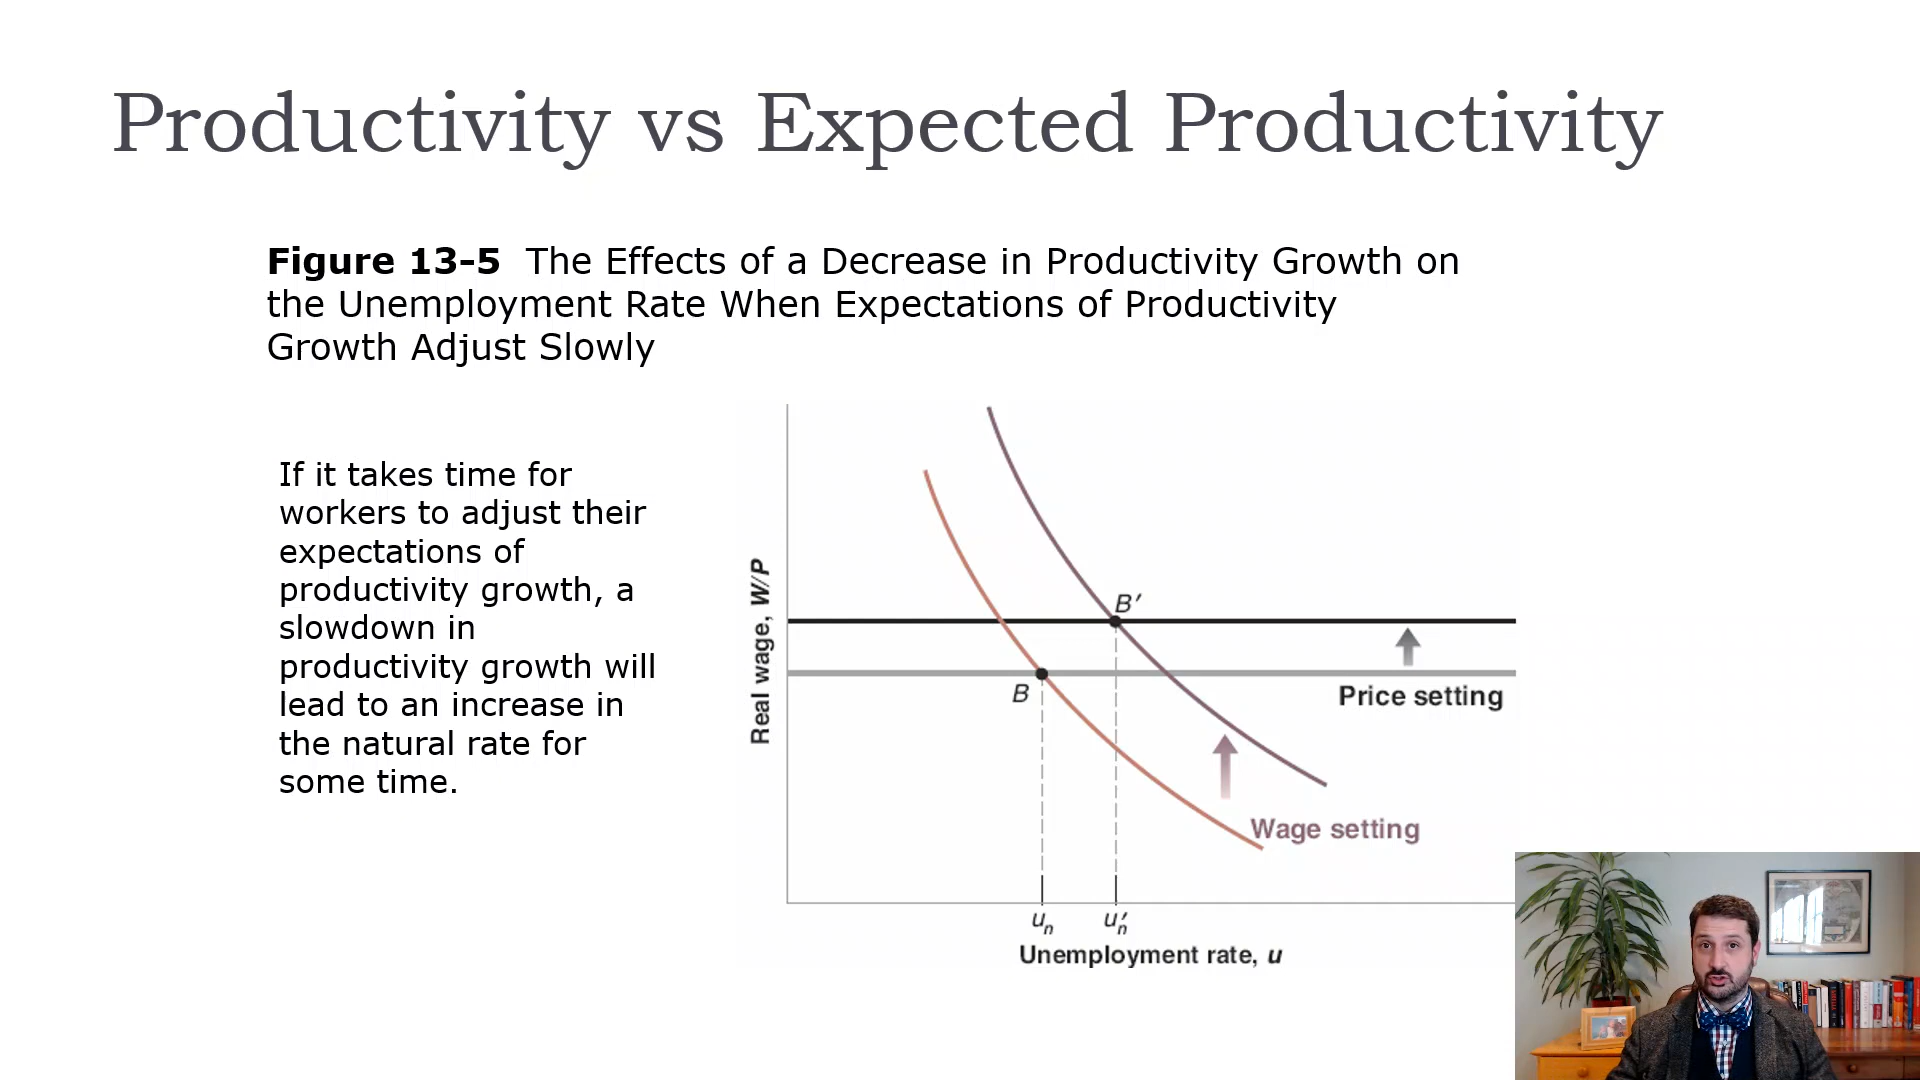 Productivity vs Expected Productivity
Figure 13-5 The Effects of a Decrease in Productivity Growth on
the Unemployment Rate When Expectations of Productivity
Growth Adjust Slowly
If it takes time for
workers to adjust their
expectations of
productivity growth, a
slowdown in
productivity growth will
lead to an increase in
the natural rate for
some time.
Real wage, W/P
B′
B
Price setting
Wage setting
uₙ
u′ₙ
Unemployment rate, u